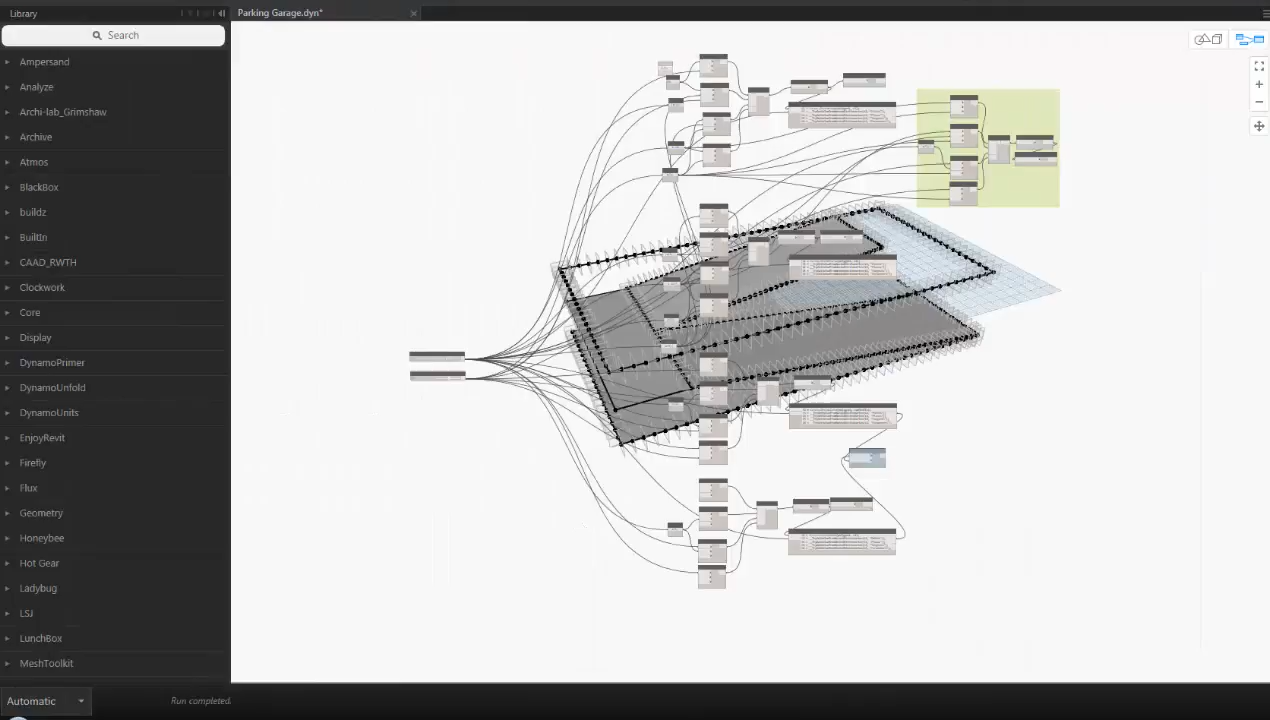 Library
Parking Garage.dyn*
Search
Ampersand
Analyze
Archi-lab_Grimshaw
Archive
Atmos
BlackBox
buildz
BuiltIn
CAAD_RWTH
Clockwork
Core
Display
DynamoPrimer
DynamoUnfold
DynamoUnits
EnjoyRevit
Firefly
Flux
Geometry
Honeybee
Hot Gear
Ladybug
LSJ
LunchBox
MeshToolkit
Automatic
Run completed.